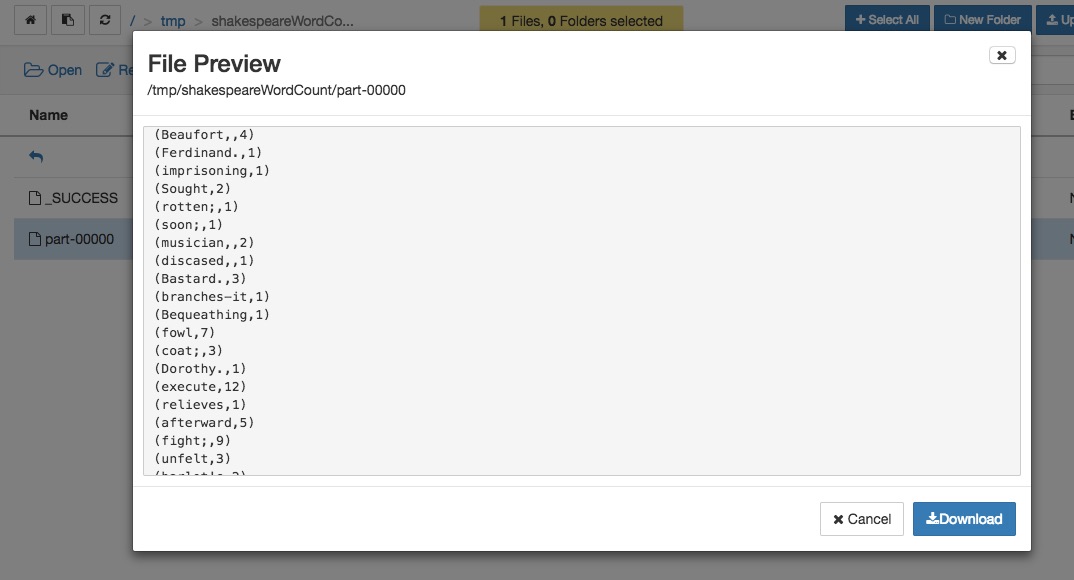 / > tmp > shakespeareWordCo...
1 Files, 0 Folders selected
Select All
New Folder
Up
Open
Re
File Preview
/tmp/shakespeareWordCount/part-00000
Name
_SUCCESS
part-00000
(Beaufort,,4)
(Ferdinand.,1)
(imprisoning,1)
(Sought,2)
(rotten;,1)
(soon;,1)
(musician,,2)
(discased,,1)
(Bastard.,3)
(branches-it,1)
(Bequeathing,1)
(fowl,7)
(coat;,3)
(Dorothy.,1)
(execute,12)
(relieves,1)
(afterward,5)
(fight;,9)
(unfelt,3)
Cancel
Download